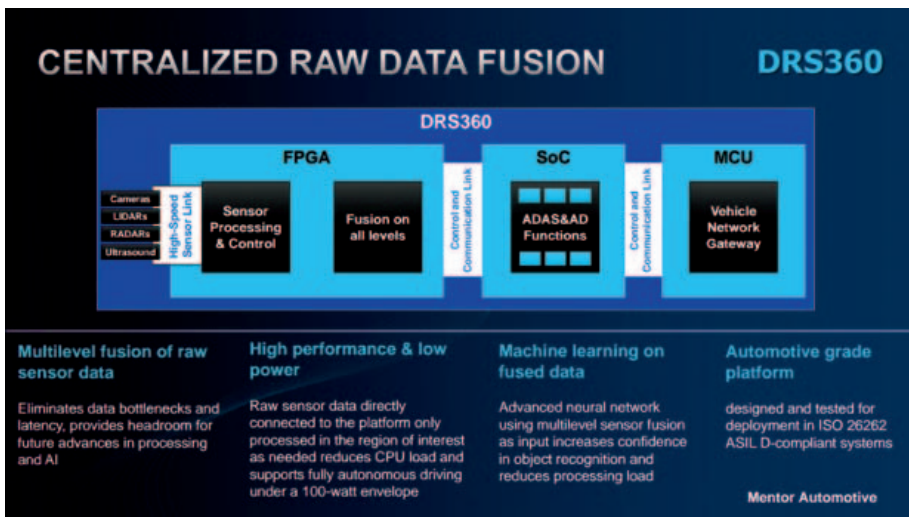 CENTRALIZED RAW DATA FUSION
DRS360
DRS360
FPGA
SoC
MCU
Cameras
LIDARs
RADARs
Ultrasound
High-Speed
Sensor Link
Sensor
Processing
& Control
Fusion on
all levels
Control and
Communication Link
ADAS&AD
Functions
Control and
Communication Link
Vehicle
Network
Gateway
Multilevel fusion of raw
sensor data
Eliminates data bottlenecks and
latency, provides headroom for
future advances in processing
and AI
High performance & low
power
Raw sensor data directly
connected to the platform only
processed in the region of interest
as needed reduces CPU load and
supports fully autonomous driving
under a 100-watt envelope
Machine learning on
fused data
Advanced neural network
using multilevel sensor fusion
as input increases confidence
in object recognition and
reduces processing load
Automotive grade
platform
designed and tested for
deployment in ISO 26262
ASIL D-compliant systems
Mentor Automotive